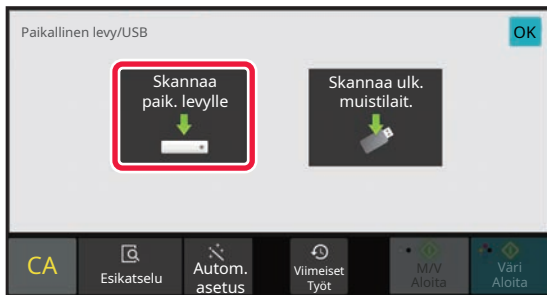 Paikallinen levy/USB
OK
Skannaa
paik. levylle
Skannaa ulk.
muistilait.
CA
Esikatselu
Autom.
asetus
Viimeiset
Työt
M/V
Aloita
Väri
Aloita